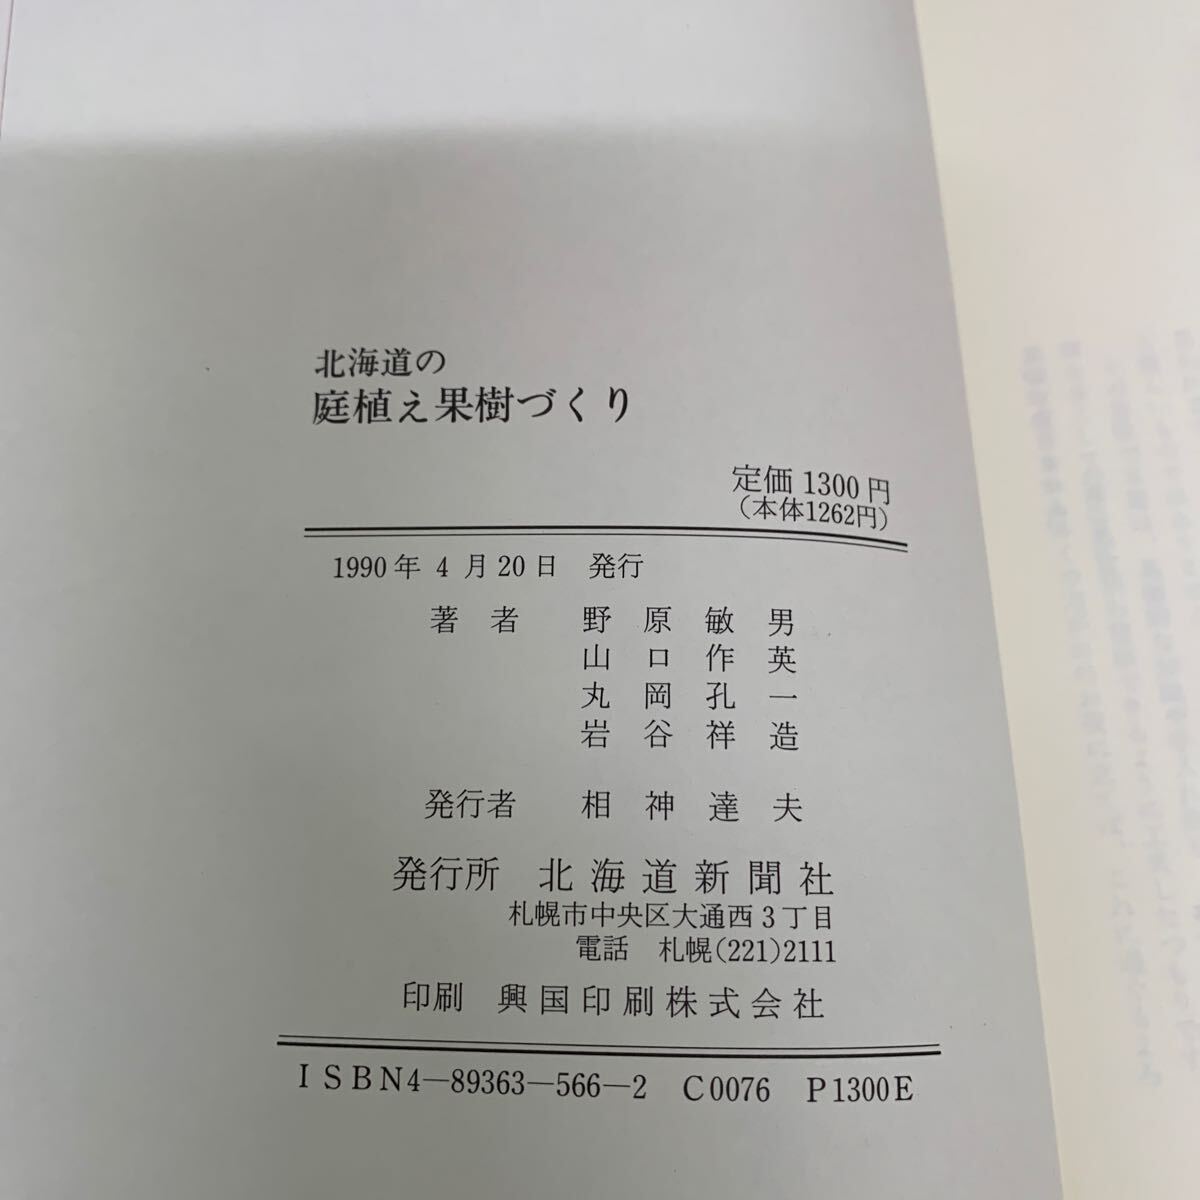 北海道の
庭植え果樹づくり
定価 1300 円
（本体1262円）
1990 年 4 月 20 日 発行
著者 野原敏男
山口作英
丸岡孔一
岩谷祥造
発行者 相神達夫
発行所 北海道新聞社
札幌市中央区大通西3丁目
電話 札幌(221)2111
印刷 興国印刷株式会社
ISBN4-89363-566-2 C0076 P1300E